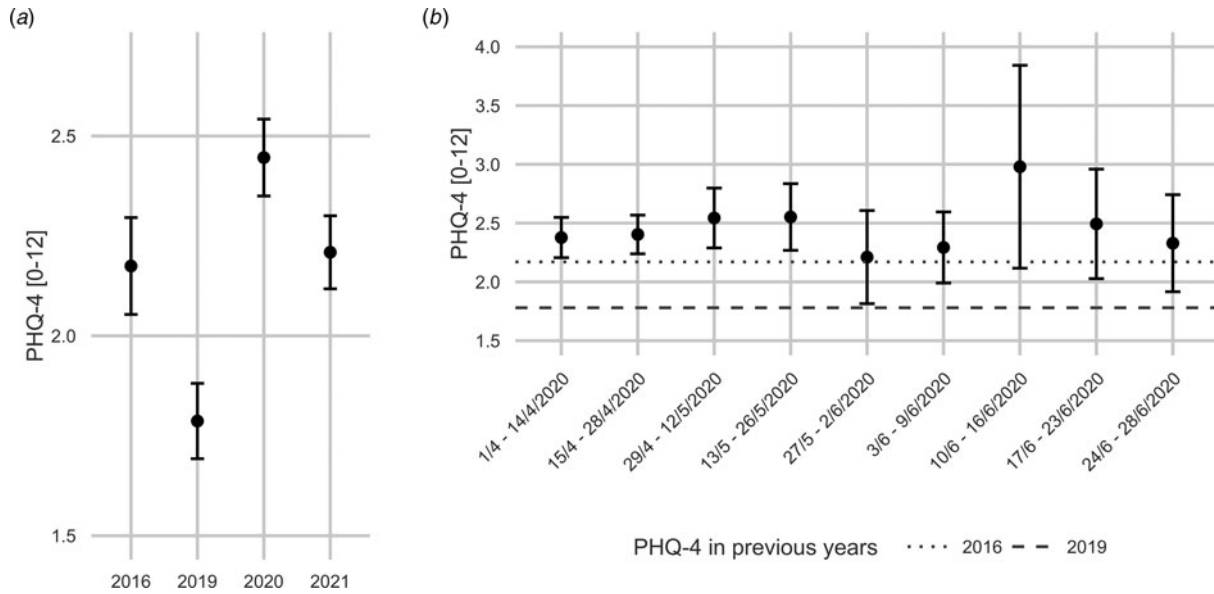 (a)
PHQ-4 [0-12]
2.5
2.0
1.5
2016 2019 2020 2021
(b)
PHQ-4 [0-12]
4.0
3.5
3.0
2.5
2.0
1.5
1/4 - 14/4/2020
15/4 - 28/4/2020
29/4 - 12/5/2020
13/5 - 26/5/2020
27/5 - 2/6/2020
3/6 - 9/6/2020
10/6 - 16/6/2020
17/6 - 23/6/2020
24/6 - 28/6/2020
PHQ-4 in previous years 2016 2019